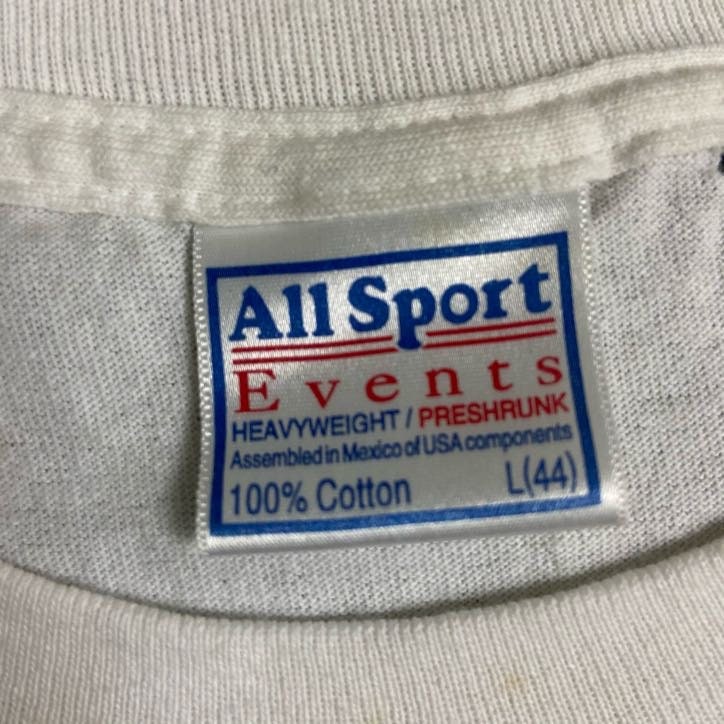 All Sport
Events
HEAVYWEIGHT / PRESHRUNK
Assembled in Mexico of USA components
100% Cotton L(44)